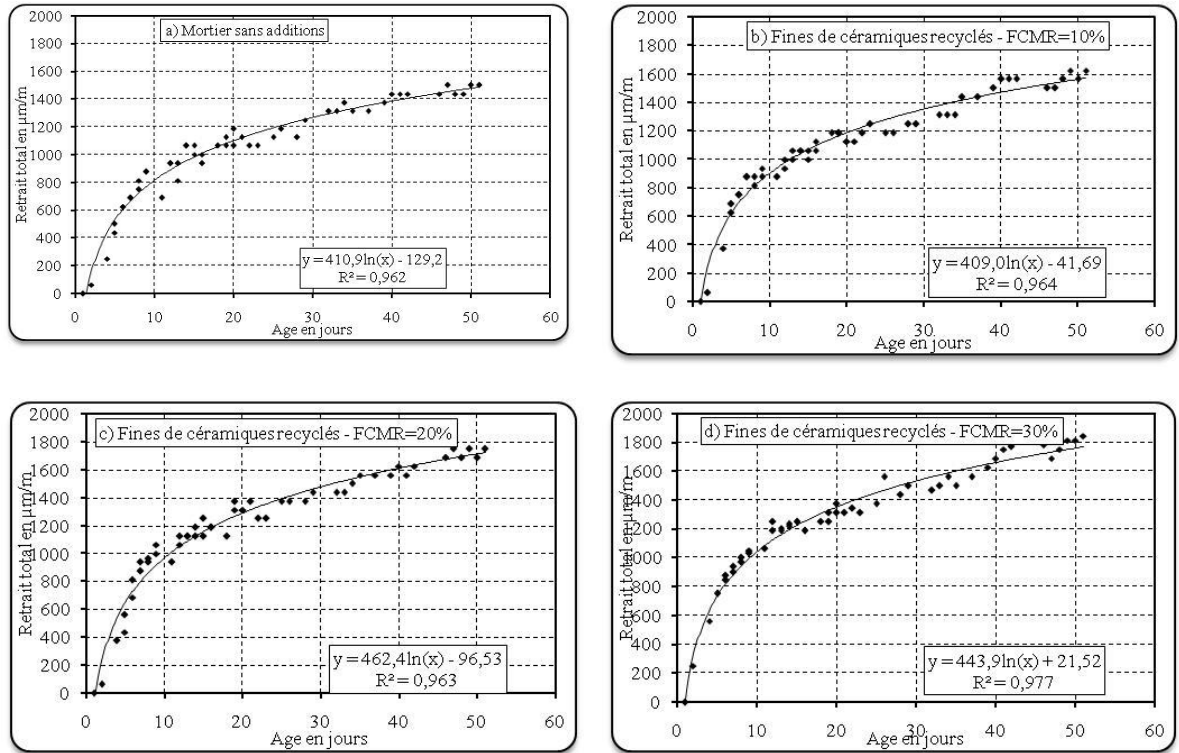 2000
1800
1600
1400
1200
1000
800
600
400
200
0
Retrait total en µm/m
a) Mortier sans additions
y = 410,9ln(x) - 129,2
R² = 0,962
0 10 20 30 40 50 60
Age en jours
2000
1800
1600
1400
1200
1000
800
600
400
200
0
Retrait total en µm/m
b) Fines de céramiques recyclés - FCMR=10%
y = 409,0ln(x) - 41,69
R² = 0,964
0 10 20 30 40 50 60
Age en jours
2000
1800
1600
1400
1200
1000
800
600
400
200
0
Retrait total en µm/m
c) Fines de céramiques recyclés - FCMR=20%
y = 462,4ln(x) - 96,53
R² = 0,963
0 10 20 30 40 50 60
Age en jours
2000
1800
1600
1400
1200
1000
800
600
400
200
0
Retrait total en µm/m
d) Fines de céramiques recyclés - FCMR=30%
y = 443,9ln(x) + 21,52
R² = 0,977
0 10 20 30 40 50 60
Age en jours